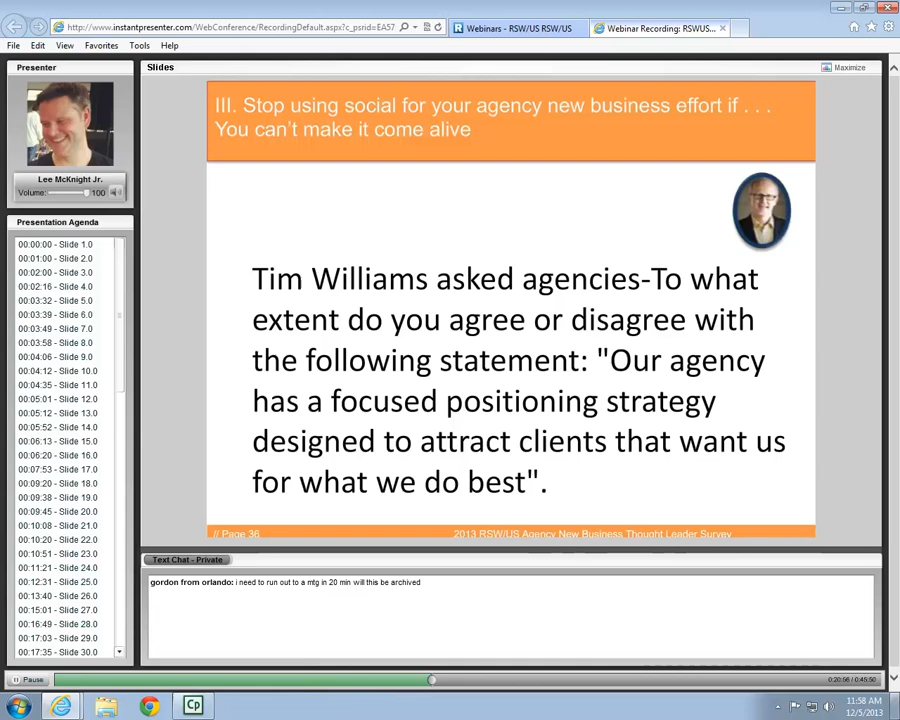 http://www.instantpresenter.com/WebConference/RecordingDefault.aspx?c_psrid=EA57
Webinars - RSW/US RSW/US
Webinar Recording: RSWUS...
File Edit View Favorites Tools Help
Presenter
Slides
Maximize
Lee McKnight Jr.
Volume: 100
Presentation Agenda
00:00:00 - Slide 1.0
00:01:00 - Slide 2.0
00:02:00 - Slide 3.0
00:02:16 - Slide 4.0
00:03:32 - Slide 5.0
00:03:39 - Slide 6.0
00:03:49 - Slide 7.0
00:03:58 - Slide 8.0
00:04:06 - Slide 9.0
00:04:12 - Slide 10.0
00:04:35 - Slide 11.0
00:05:01 - Slide 12.0
00:05:12 - Slide 13.0
00:05:52 - Slide 14.0
00:06:13 - Slide 15.0
00:06:20 - Slide 16.0
00:07:53 - Slide 17.0
00:09:20 - Slide 18.0
00:09:38 - Slide 19.0
00:09:45 - Slide 20.0
00:10:08 - Slide 21.0
00:10:20 - Slide 22.0
00:10:51 - Slide 23.0
00:11:21 - Slide 24.0
00:12:31 - Slide 25.0
00:13:40 - Slide 26.0
00:15:01 - Slide 27.0
00:16:49 - Slide 28.0
00:17:03 - Slide 29.0
00:17:35 - Slide 30.0
III. Stop using social for your agency new business effort if . . .
You can't make it come alive
Tim Williams asked agencies-To what
extent do you agree or disagree with
the following statement: "Our agency
has a focused positioning strategy
designed to attract clients that want us
for what we do best".
// Page 36
2013 RSW/US Agency New Business Thought Leader Survey
Text Chat - Private
gordon from orlando: i need to run out to a mtg in 20 min will this be archived
Pause
0:20:56 / 0:45:50
Cp
11:58 AM
12/5/2013